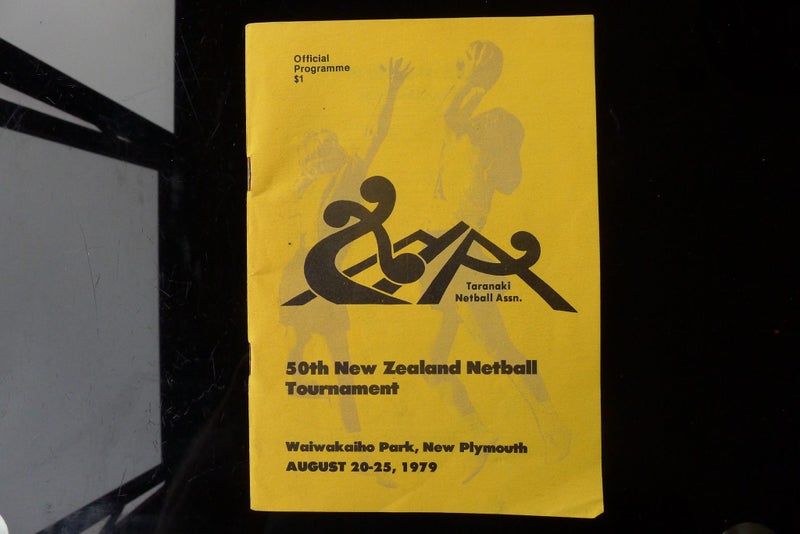 Official
Programme
$1
Taranaki
Netball Assn.
50th New Zealand Netball
Tournament
Waiwakaiho Park, New Plymouth
AUGUST 20-25, 1979